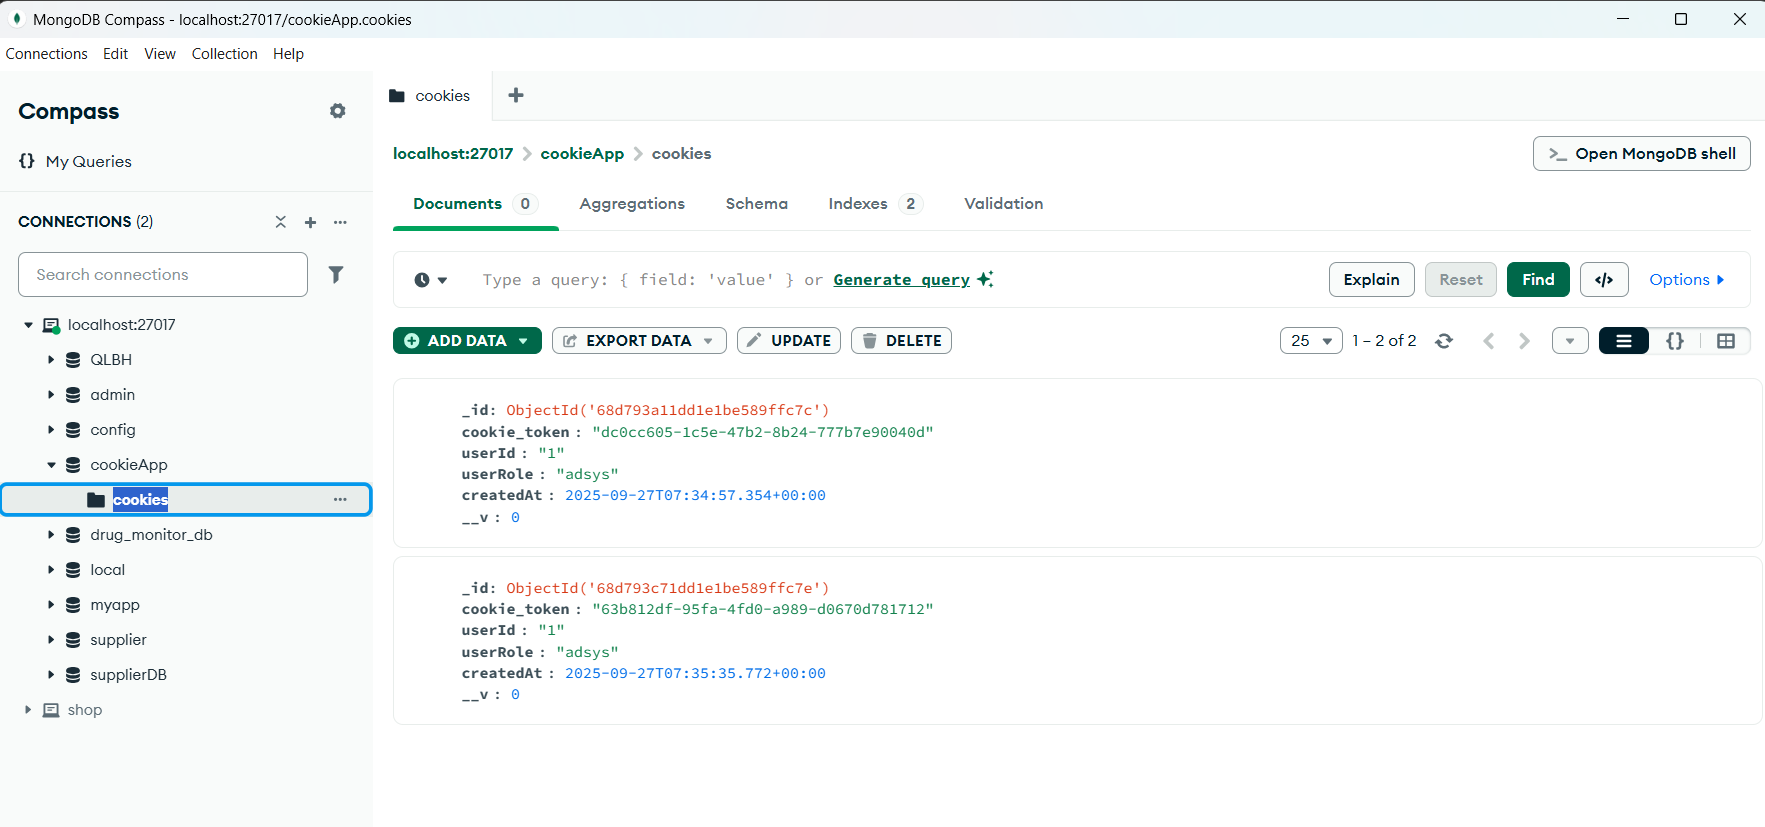 MongoDB Compass - localhost:27017/cookieApp.cookies
Connections Edit View Collection Help
Compass
{} My Queries
CONNECTIONS (2)
Search connections
localhost:27017
QLBH
admin
config
cookieApp
cookies
drug_monitor_db
local
myapp
supplier
supplierDB
shop
cookies
localhost:27017 > cookieApp > cookies
>_ Open MongoDB shell
Documents 0 Aggregations Schema Indexes 2 Validation
Type a query: { field: 'value' } or Generate query
Explain Reset Find </> Options
ADD DATA EXPORT DATA UPDATE DELETE
25 1 – 2 of 2 {}
_id: ObjectId('68d793a11dd1e1be589ffc7c')
cookie_token : "dc0cc605-1c5e-47b2-8b24-777b7e90040d"
userId : "1"
userRole : "adsys"
createdAt : 2025-09-27T07:34:57.354+00:00
__v : 0
_id: ObjectId('68d793c71dd1e1be589ffc7e')
cookie_token : "63b812df-95fa-4fd0-a989-d0670d781712"
userId : "1"
userRole : "adsys"
createdAt : 2025-09-27T07:35:35.772+00:00
__v : 0